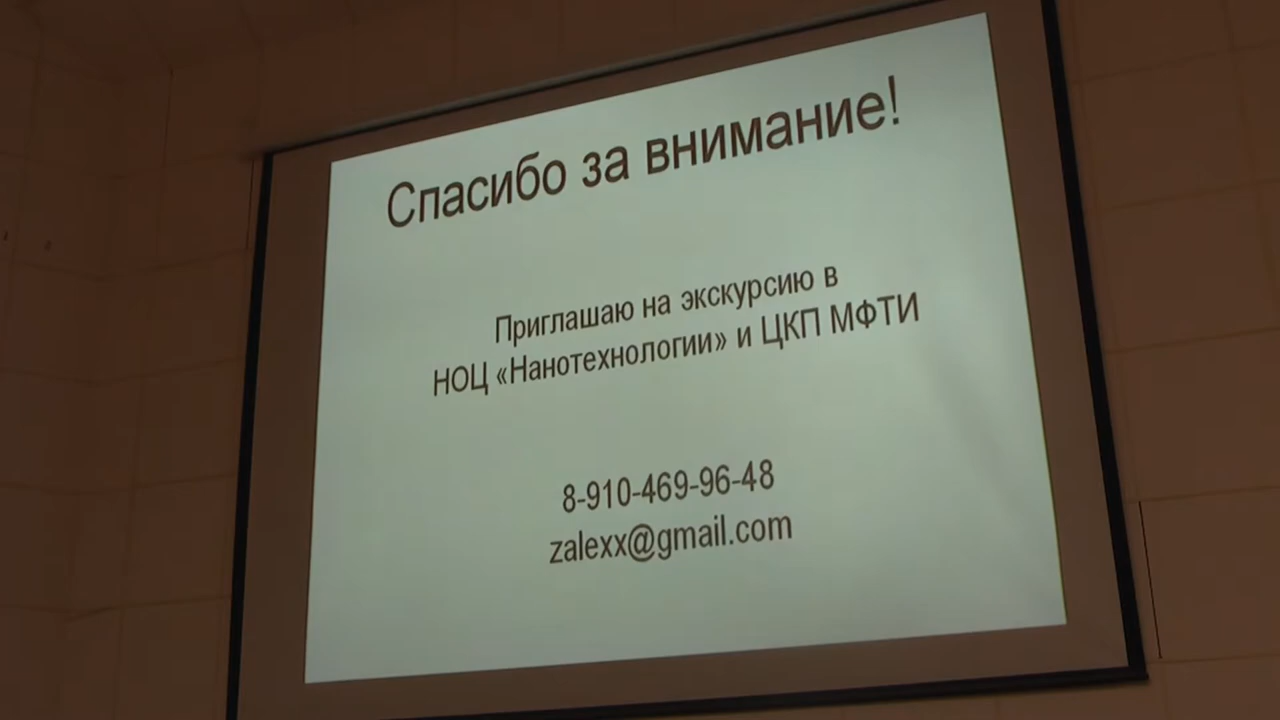 Спасибо за внимание!
Приглашаю на экскурсию в
НОЦ «Нанотехнологии» и ЦКП МФТИ
8-910-469-96-48
zalexx@gmail.com